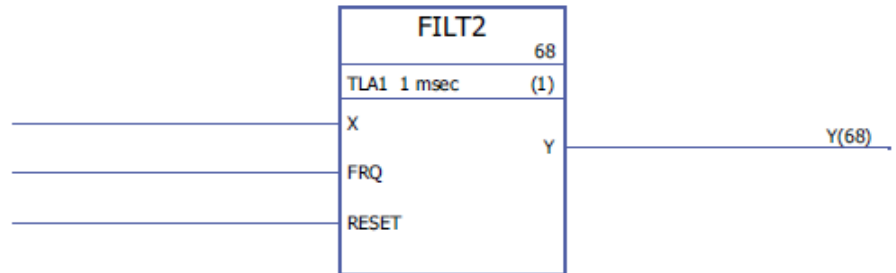 FILT2
68
TLA1 1 msec (1)
X
Y Y(68)
FRQ
RESET